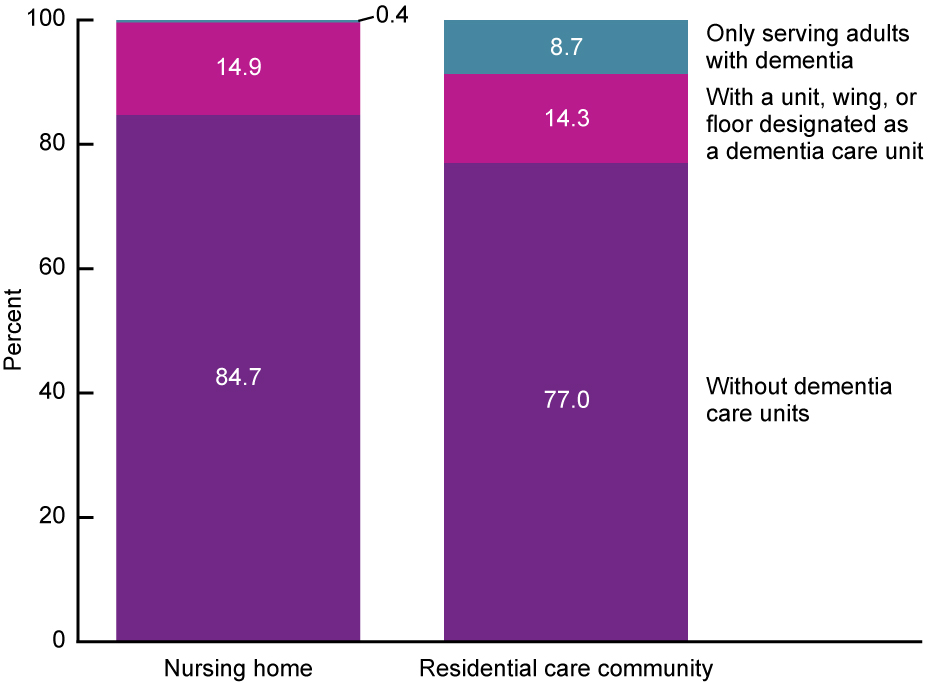 100
80
60
40
20
0
Percent
0.4
14.9
84.7
8.7
14.3
77.0
Only serving adults
with dementia
With a unit, wing, or
floor designated as
a dementia care unit
Without dementia
care units
Nursing home
Residential care community